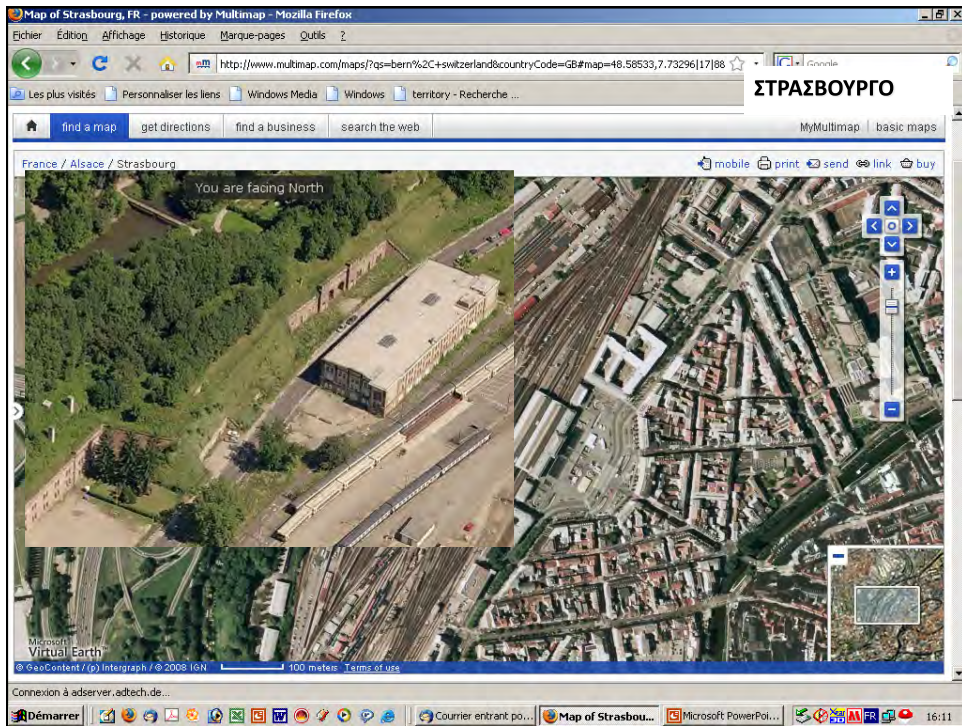 Map of Strasbourg, FR - powered by Multimap - Mozilla Firefox
Fichier Édition Affichage Historique Marque-pages Outils ?
http://www.multimap.com/maps/?qs=bern%2C+switzerland&countryCode=GB#map=48.58533,7.73296|17|88 Google
Les plus visités Personnaliser les liens Windows Media Windows territory - Recherche ...
ΣΤΡΑΣΒΟΥΡΓΟ
find a map get directions find a business search the web MyMultimap basic maps
France / Alsace / Strasbourg mobile print send link buy
You are facing North
Microsoft
Virtual Earth™
© GeoContent / (p) Intergraph / © 2008 IGN 100 meters Terms of use
Connexion à adserver.adtech.de...
Démarrer Courrier entrant po... Map of Strasbou... Microsoft PowerPoi... FR 16:11